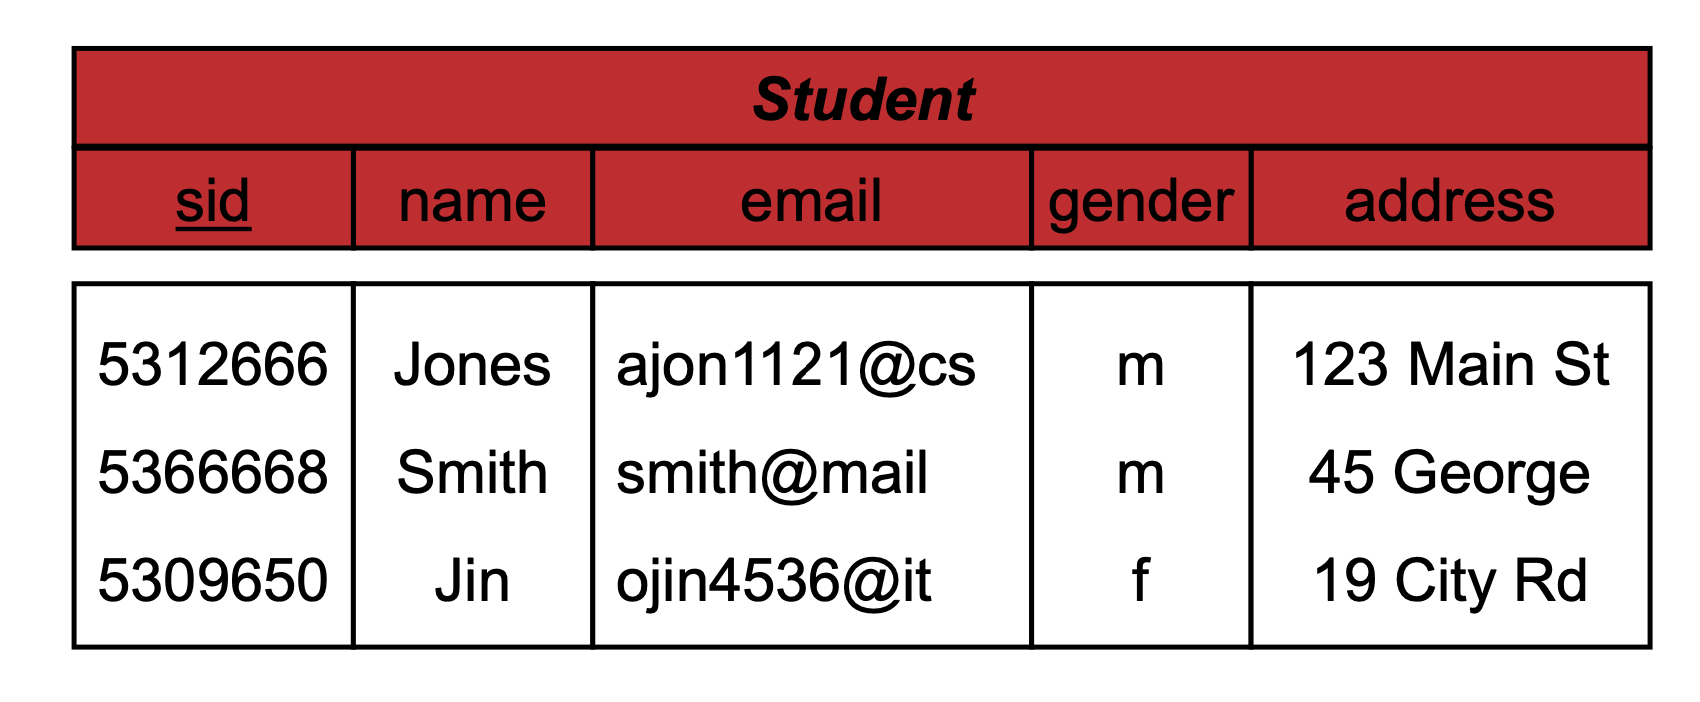 Student
sid name email gender address
5312666 Jones ajon1121@cs m 123 Main St
5366668 Smith smith@mail m 45 George
5309650 Jin ojin4536@it f 19 City Rd